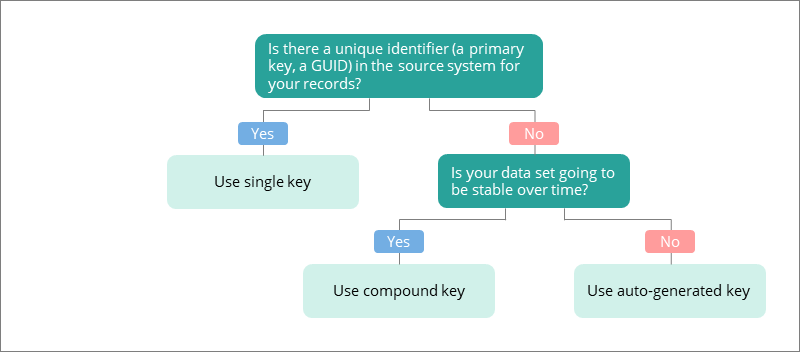 Is there a unique identifier (a primary
key, a GUID) in the source system for
your records?
Yes
No
Use single key
Is your data set going to
be stable over time?
Yes
No
Use compound key
Use auto-generated key